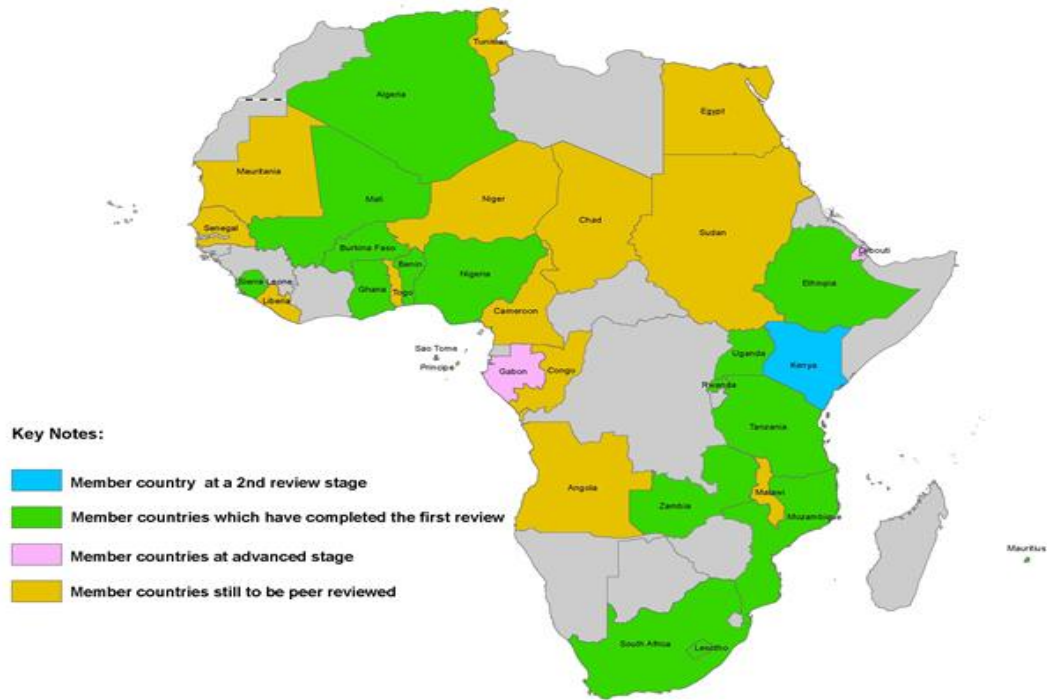 Tunisia
Algeria
Egypt
Mauritania
Mali
Niger
Chad
Sudan
Senegal
Burkina Faso
Benin
Nigeria
Djibouti
Ethiopia
Sierra Leone
Ghana
Togo
Liberia
Cameroon
Sao Tome
&
Principe
Gabon
Congo
Uganda
Kenya
Rwanda
Tanzania
Angola
Zambia
Malawi
Mozambique
Mauritius
South Africa
Lesotho
Key Notes:
Member country at a 2nd review stage
Member countries which have completed the first review
Member countries at advanced stage
Member countries still to be peer reviewed